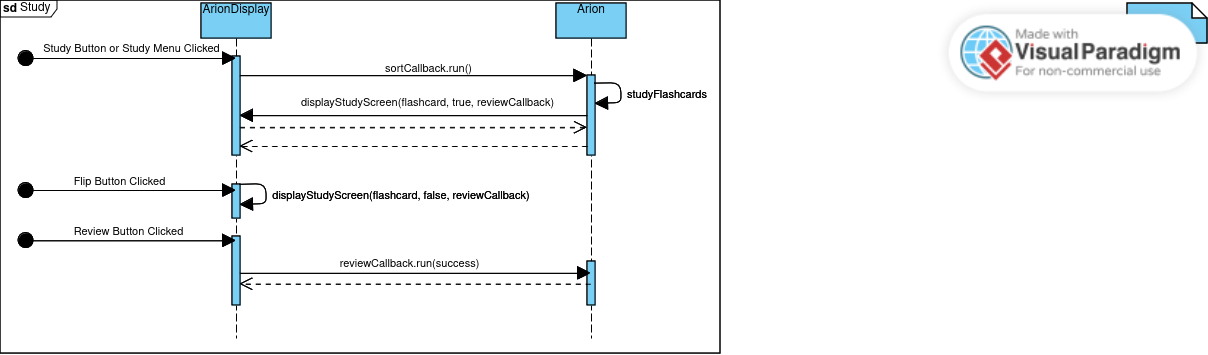 sd Study
ArionDisplay
Arion
Made with
Visual Paradigm
For non-commercial use
Study Button or Study Menu Clicked
sortCallback.run()
studyFlashcards
displayStudyScreen(flashcard, true, reviewCallback)
Flip Button Clicked
displayStudyScreen(flashcard, false, reviewCallback)
Review Button Clicked
reviewCallback.run(success)